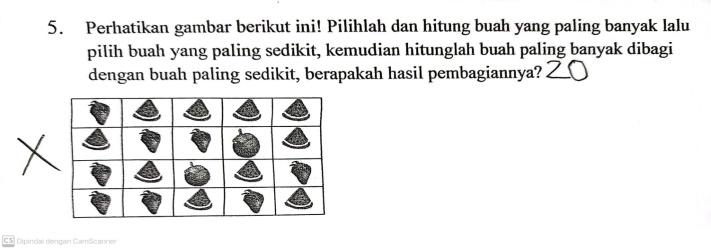 5. Perhatikan gambar berikut ini! Pilihlah dan hitung buah yang paling banyak lalu
pilih buah yang paling sedikit, kemudian hitunglah buah paling banyak dibagi
dengan buah paling sedikit, berapakah hasil pembagiannya? 20
X
CS Dipindai dengan CamScanner